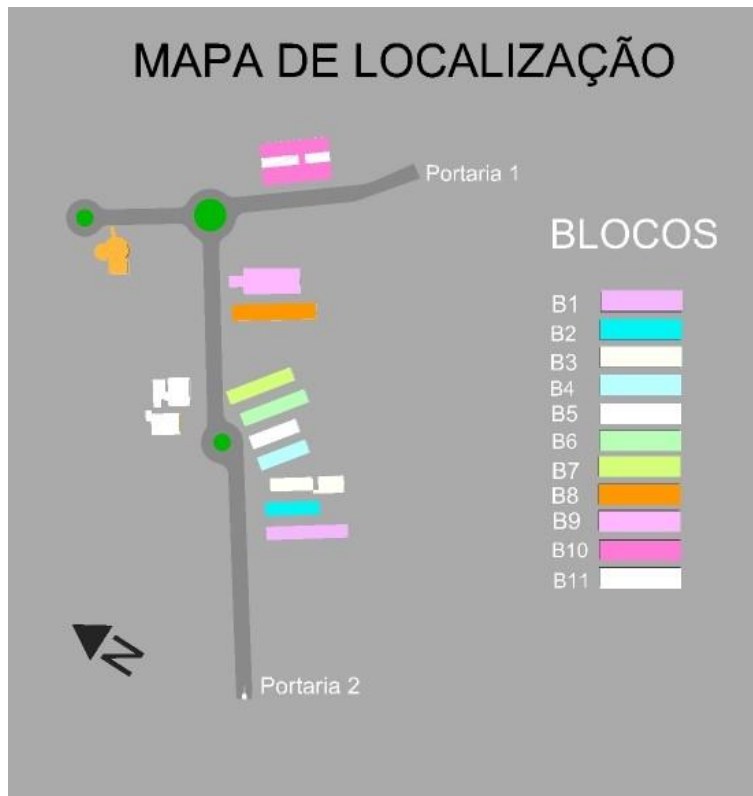 MAPA DE LOCALIZAÇÃO
Portaria 1
BLOCOS
B1
B2
B3
B4
B5
B6
B7
B8
B9
B10
B11
N
Portaria 2